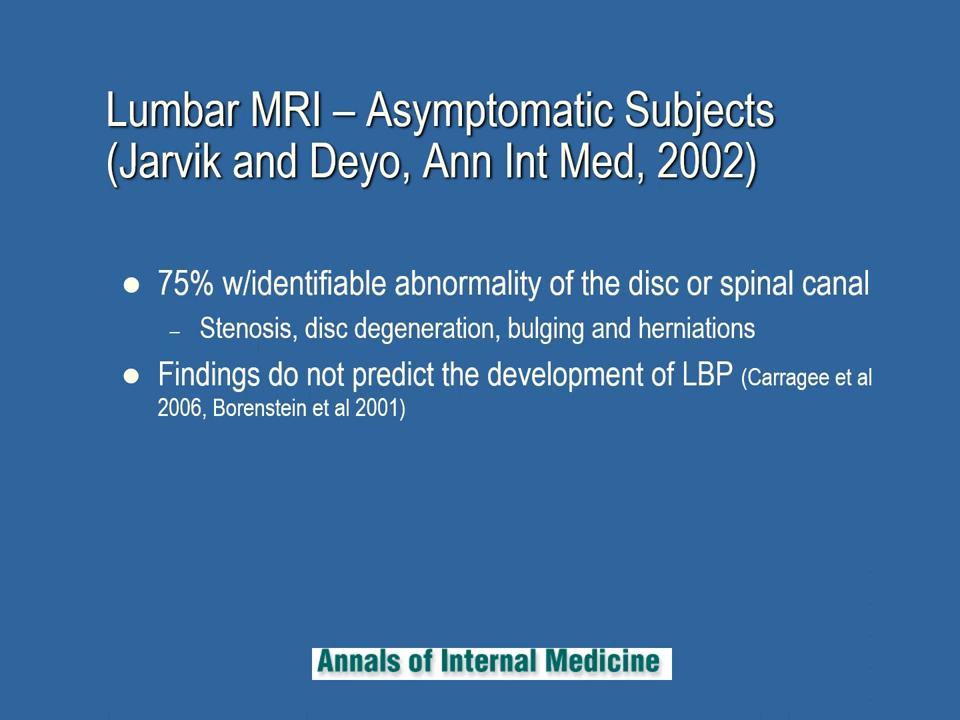 Lumbar MRI – Asymptomatic Subjects
(Jarvik and Deyo, Ann Int Med, 2002)
● 75% w/identifiable abnormality of the disc or spinal canal
– Stenosis, disc degeneration, bulging and herniations
● Findings do not predict the development of LBP (Carragee et al
2006, Borenstein et al 2001)
Annals of Internal Medicine